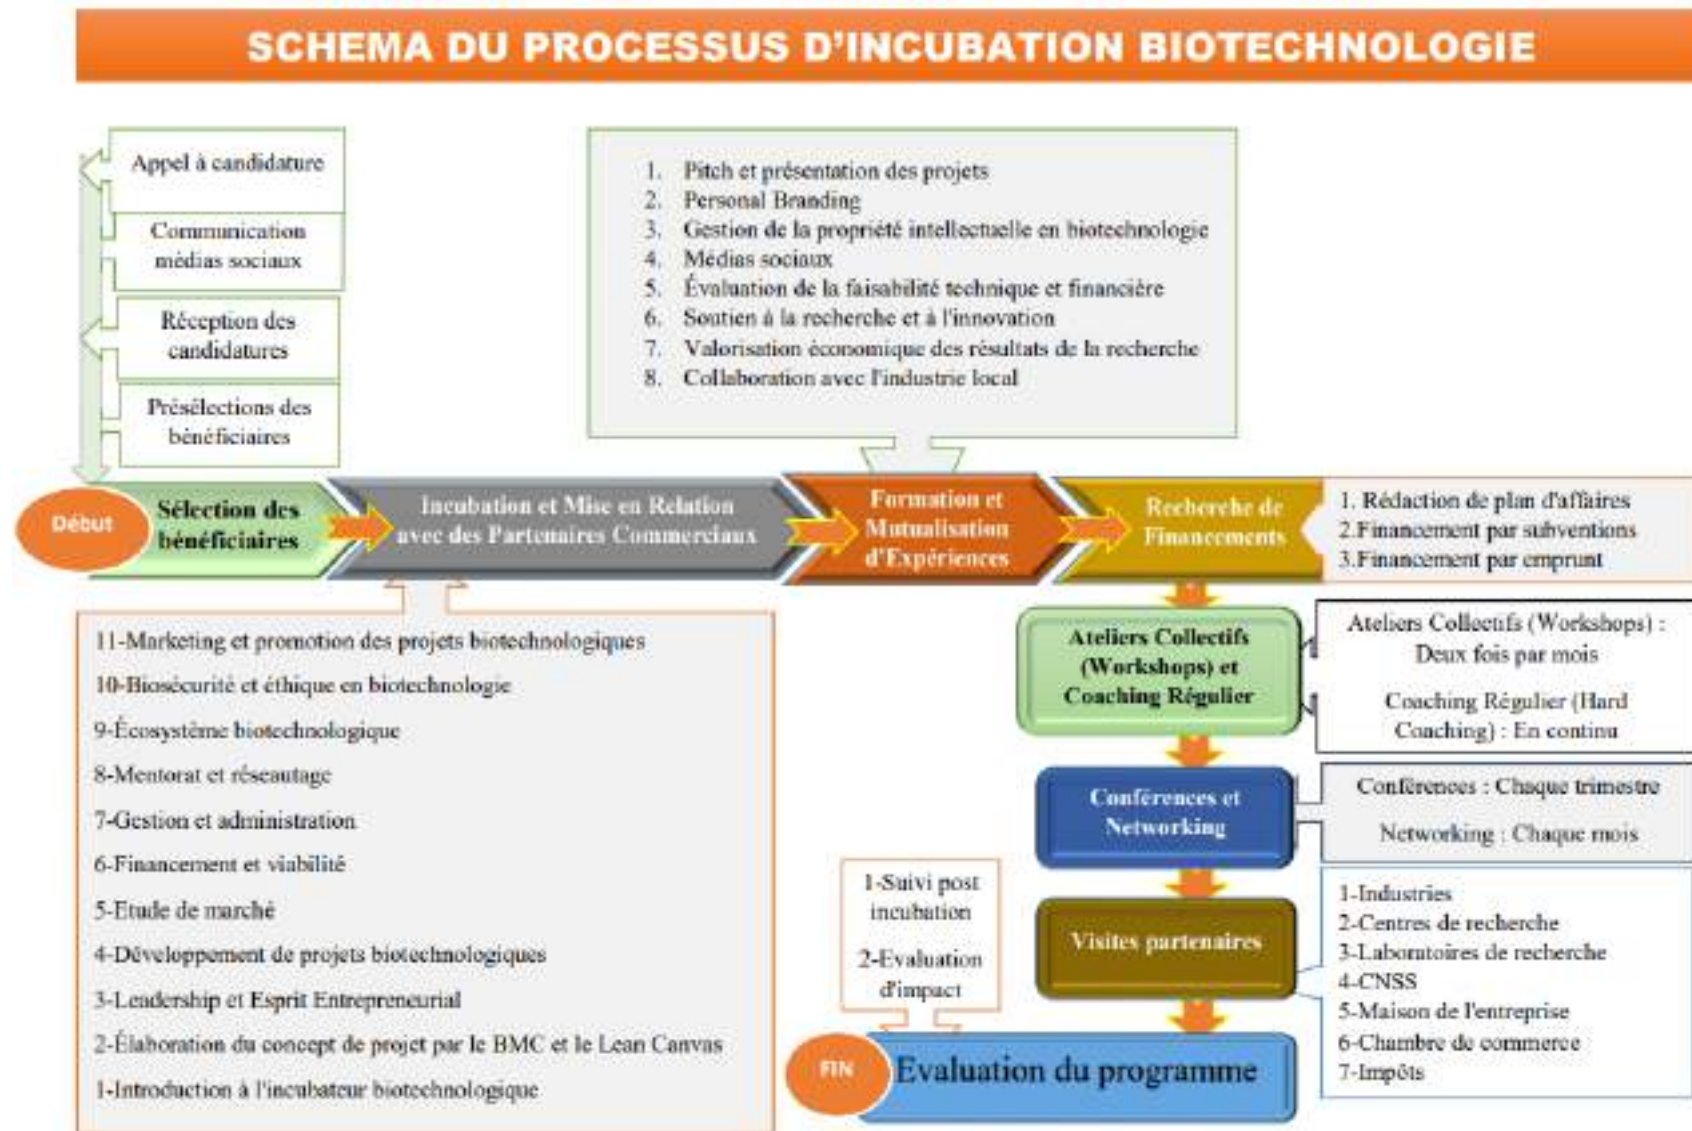 SCHEMA DU PROCESSUS D'INCUBATION BIOTECHNOLOGIE
Appel à candidature
Communication
médias sociaux
Réception des
candidatures
Présélections des
bénéficiaires
1. Pitch et présentation des projets
2. Personal Branding
3. Gestion de la propriété intellectuelle en biotechnologie
4. Médias sociaux
5. Évaluation de la faisabilité technique et financière
6. Soutien à la recherche et à l'innovation
7. Valorisation économique des résultats de la recherche
8. Collaboration avec l'industrie local
Début
Sélection des
bénéficiaires
Incubation et Mise en Relation
avec des Partenaires Commerciaux
Formation et
Mutualisation
d'Expériences
Recherche de
Financements
1. Rédaction de plan d'affaires
2.Financement par subventions
3.Financement par emprunt
11-Marketing et promotion des projets biotechnologiques
10-Biosécurité et éthique en biotechnologie
9-Écosystème biotechnologique
8-Mentorat et réseautage
7-Gestion et administration
6-Financement et viabilité
5-Etude de marché
4-Développement de projets biotechnologiques
3-Leadership et Esprit Entrepreneurial
2-Élaboration du concept de projet par le BMC et le Lean Canvas
1-Introduction à l'incubateur biotechnologique
Ateliers Collectifs
(Workshops) et
Coaching Régulier
Ateliers Collectifs (Workshops) :
Deux fois par mois
Coaching Régulier (Hard
Coaching) : En continu
Conférences et
Networking
Conférences : Chaque trimestre
Networking : Chaque mois
Visites partenaires
1-Industries
2-Centres de recherche
3-Laboratoires de recherche
4-CNSS
5-Maison de l'entreprise
6-Chambre de commerce
7-Impôts
1-Suivi post
incubation
2-Evaluation
d'impact
FIN
Evaluation du programme